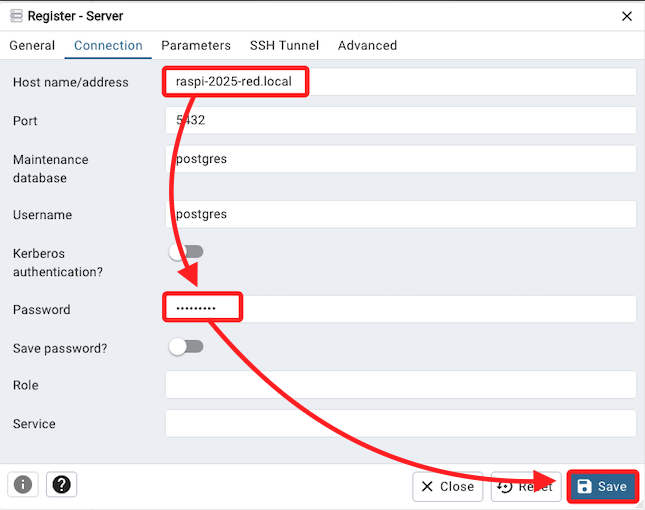 Register - Server
General Connection Parameters SSH Tunnel Advanced
Host name/address raspi-2025-red.local
Port 5432
Maintenance
database
postgres
Username postgres
Kerberos
authentication?
Password •••••••••
Save password?
Role
Service
Close Reset Save